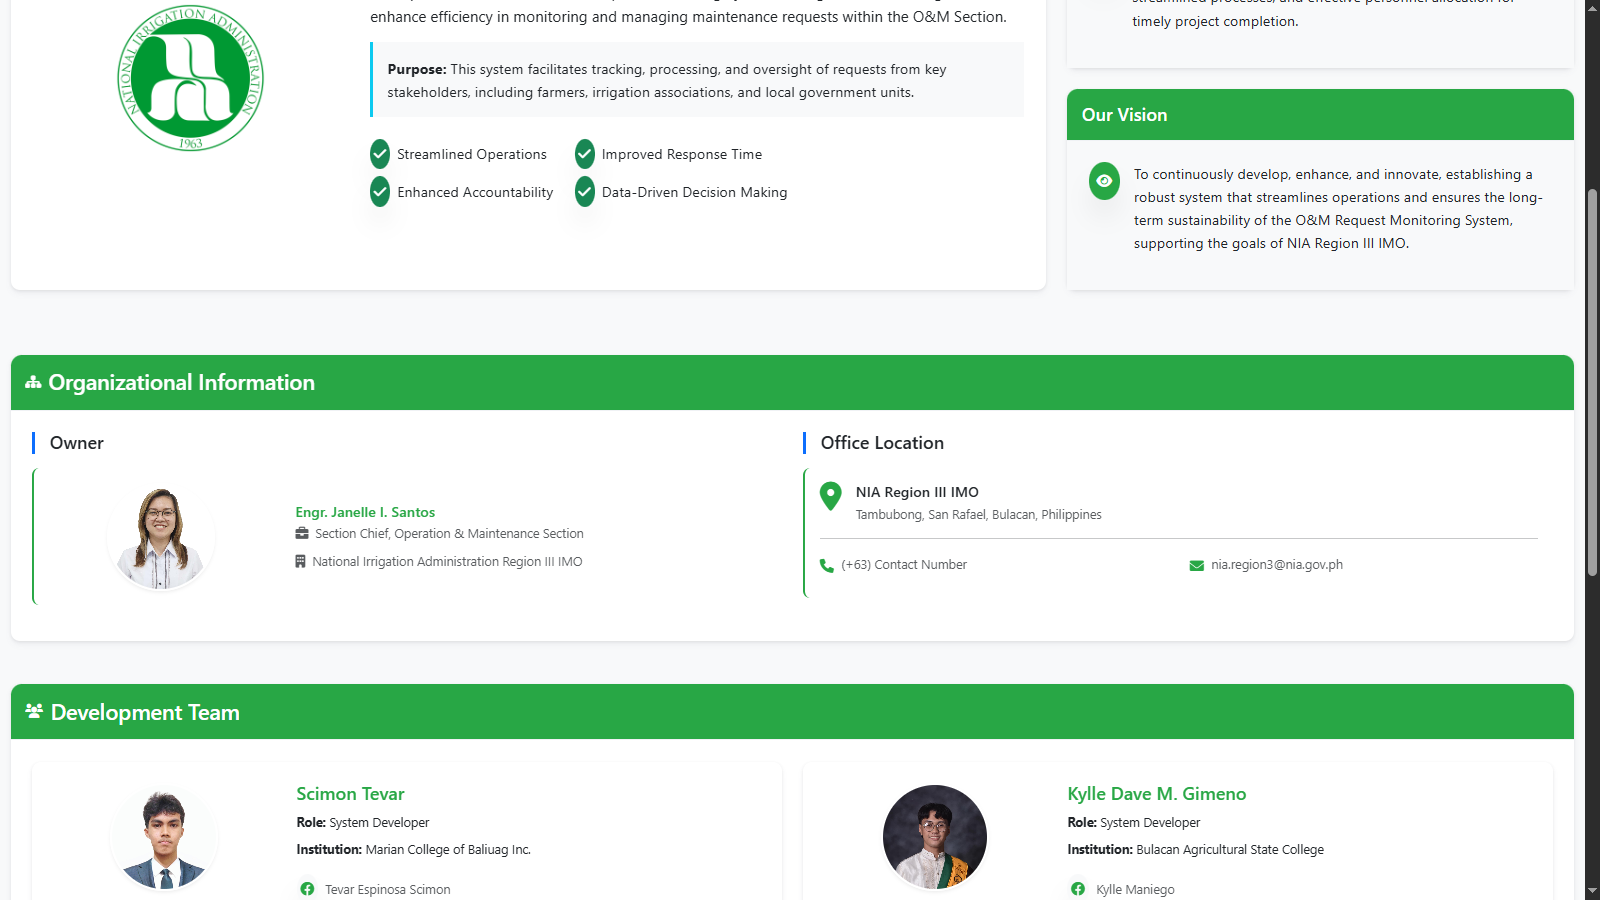 enhance efficiency in monitoring and managing maintenance requests within the O&M Section.
NATIONAL IRRIGATION ADMINISTRATION
1963
Purpose: This system facilitates tracking, processing, and oversight of requests from key
stakeholders, including farmers, irrigation associations, and local government units.
Streamlined Operations
Improved Response Time
Enhanced Accountability
Data-Driven Decision Making
timely project completion.
Our Vision
To continuously develop, enhance, and innovate, establishing a
robust system that streamlines operations and ensures the long-
term sustainability of the O&M Request Monitoring System,
supporting the goals of NIA Region III IMO.
Organizational Information
Owner
Engr. Janelle I. Santos
Section Chief, Operation & Maintenance Section
National Irrigation Administration Region III IMO
Office Location
NIA Region III IMO
Tambubong, San Rafael, Bulacan, Philippines
(+63) Contact Number
nia.region3@nia.gov.ph
Development Team
Scimon Tevar
Role: System Developer
Institution: Marian College of Baliuag Inc.
Tevar Espinosa Scimon
Kylle Dave M. Gimeno
Role: System Developer
Institution: Bulacan Agricultural State College
Kylle Maniego